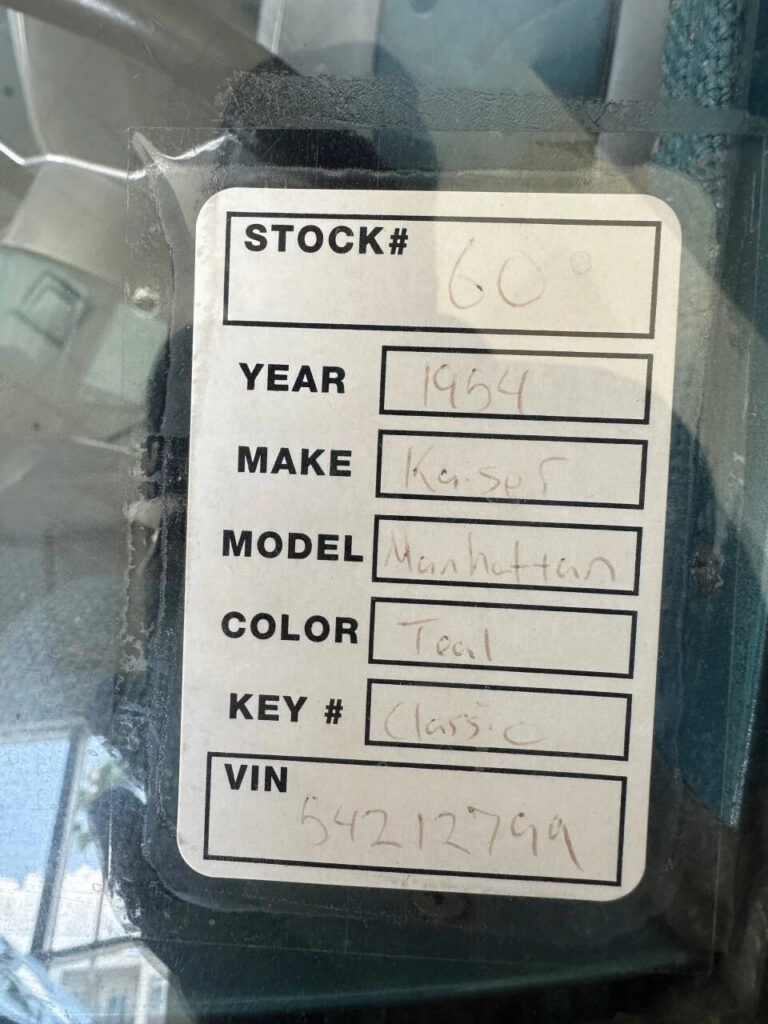 STOCK# 60°
YEAR 1954
MAKE Kaiser
MODEL Manhattan
COLOR Teal
KEY # Classic
VIN
54212799